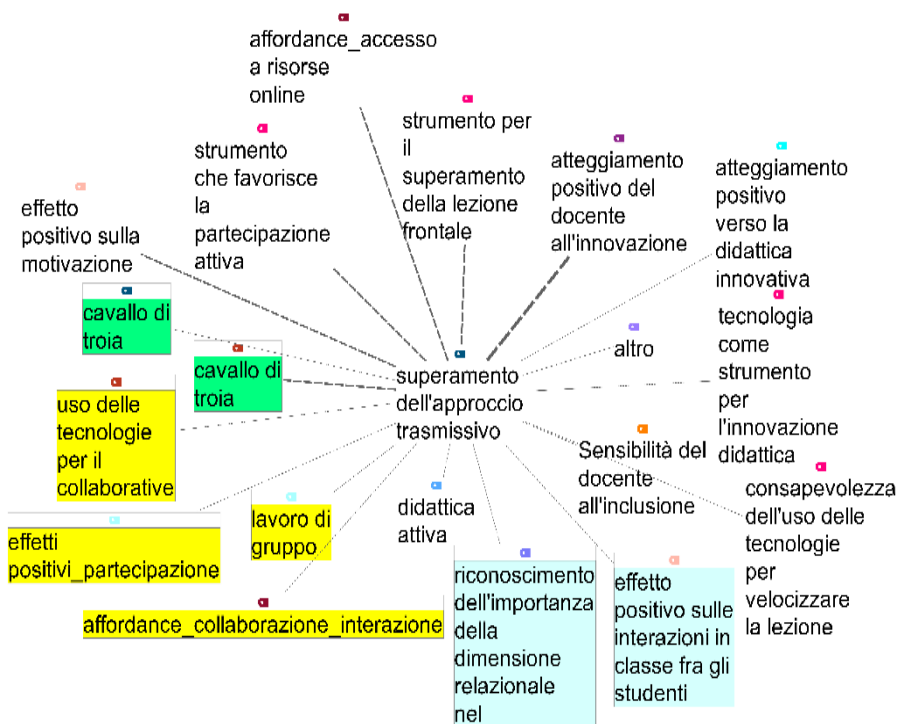 affordance_accesso
a risorse
online
strumento per
il
superamento
della lezione
frontale
strumento
che favorisce
la
partecipazione
attiva
atteggiamento
positivo del
docente
all'innovazione
atteggiamento
positivo
verso la
didattica
innovativa
effetto
positivo sulla
motivazione
cavallo di
troia
cavallo di
troia
superamento
dell'approccio
trasmissivo
altro
tecnologia
come
strumento
per
l'innovazione
didattica
uso delle
tecnologie
per il
collaborative
Sensibilità del
docente
all'inclusione
consapevolezza
dell'uso delle
tecnologie
per
velocizzare
la lezione
effetti
positivi_partecipazione
lavoro di
gruppo
didattica
attiva
affordance_collaborazione_interazione
riconoscimento
dell'importanza
della
dimensione
relazionale
nel
effetto
positivo sulle
interazioni in
classe fra gli
studenti